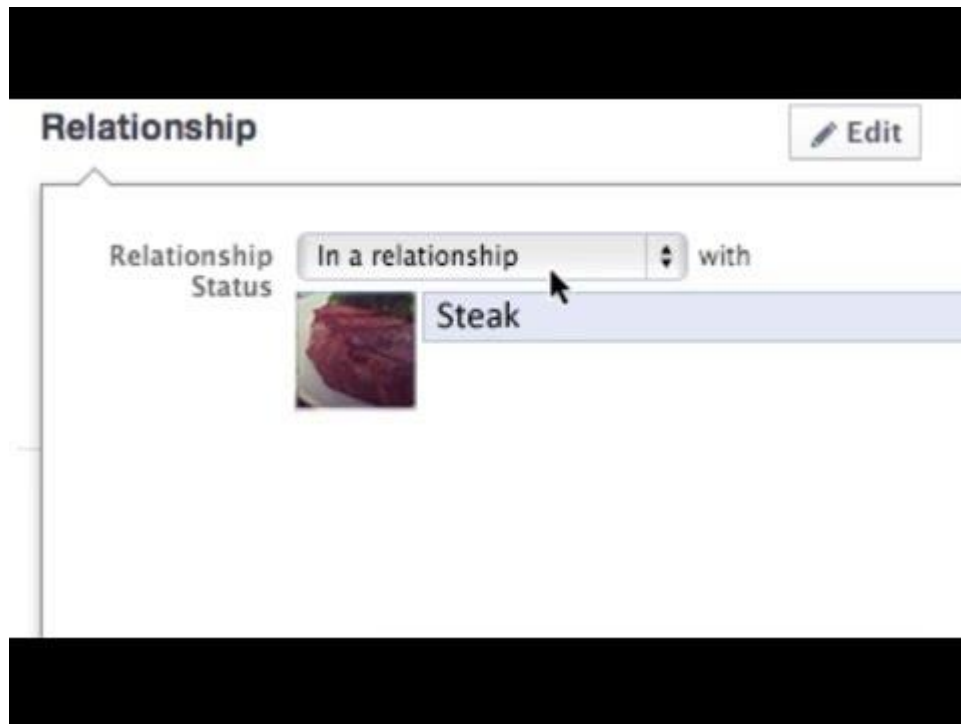 Relationship
Edit
Relationship Status
In a relationship
with
Steak